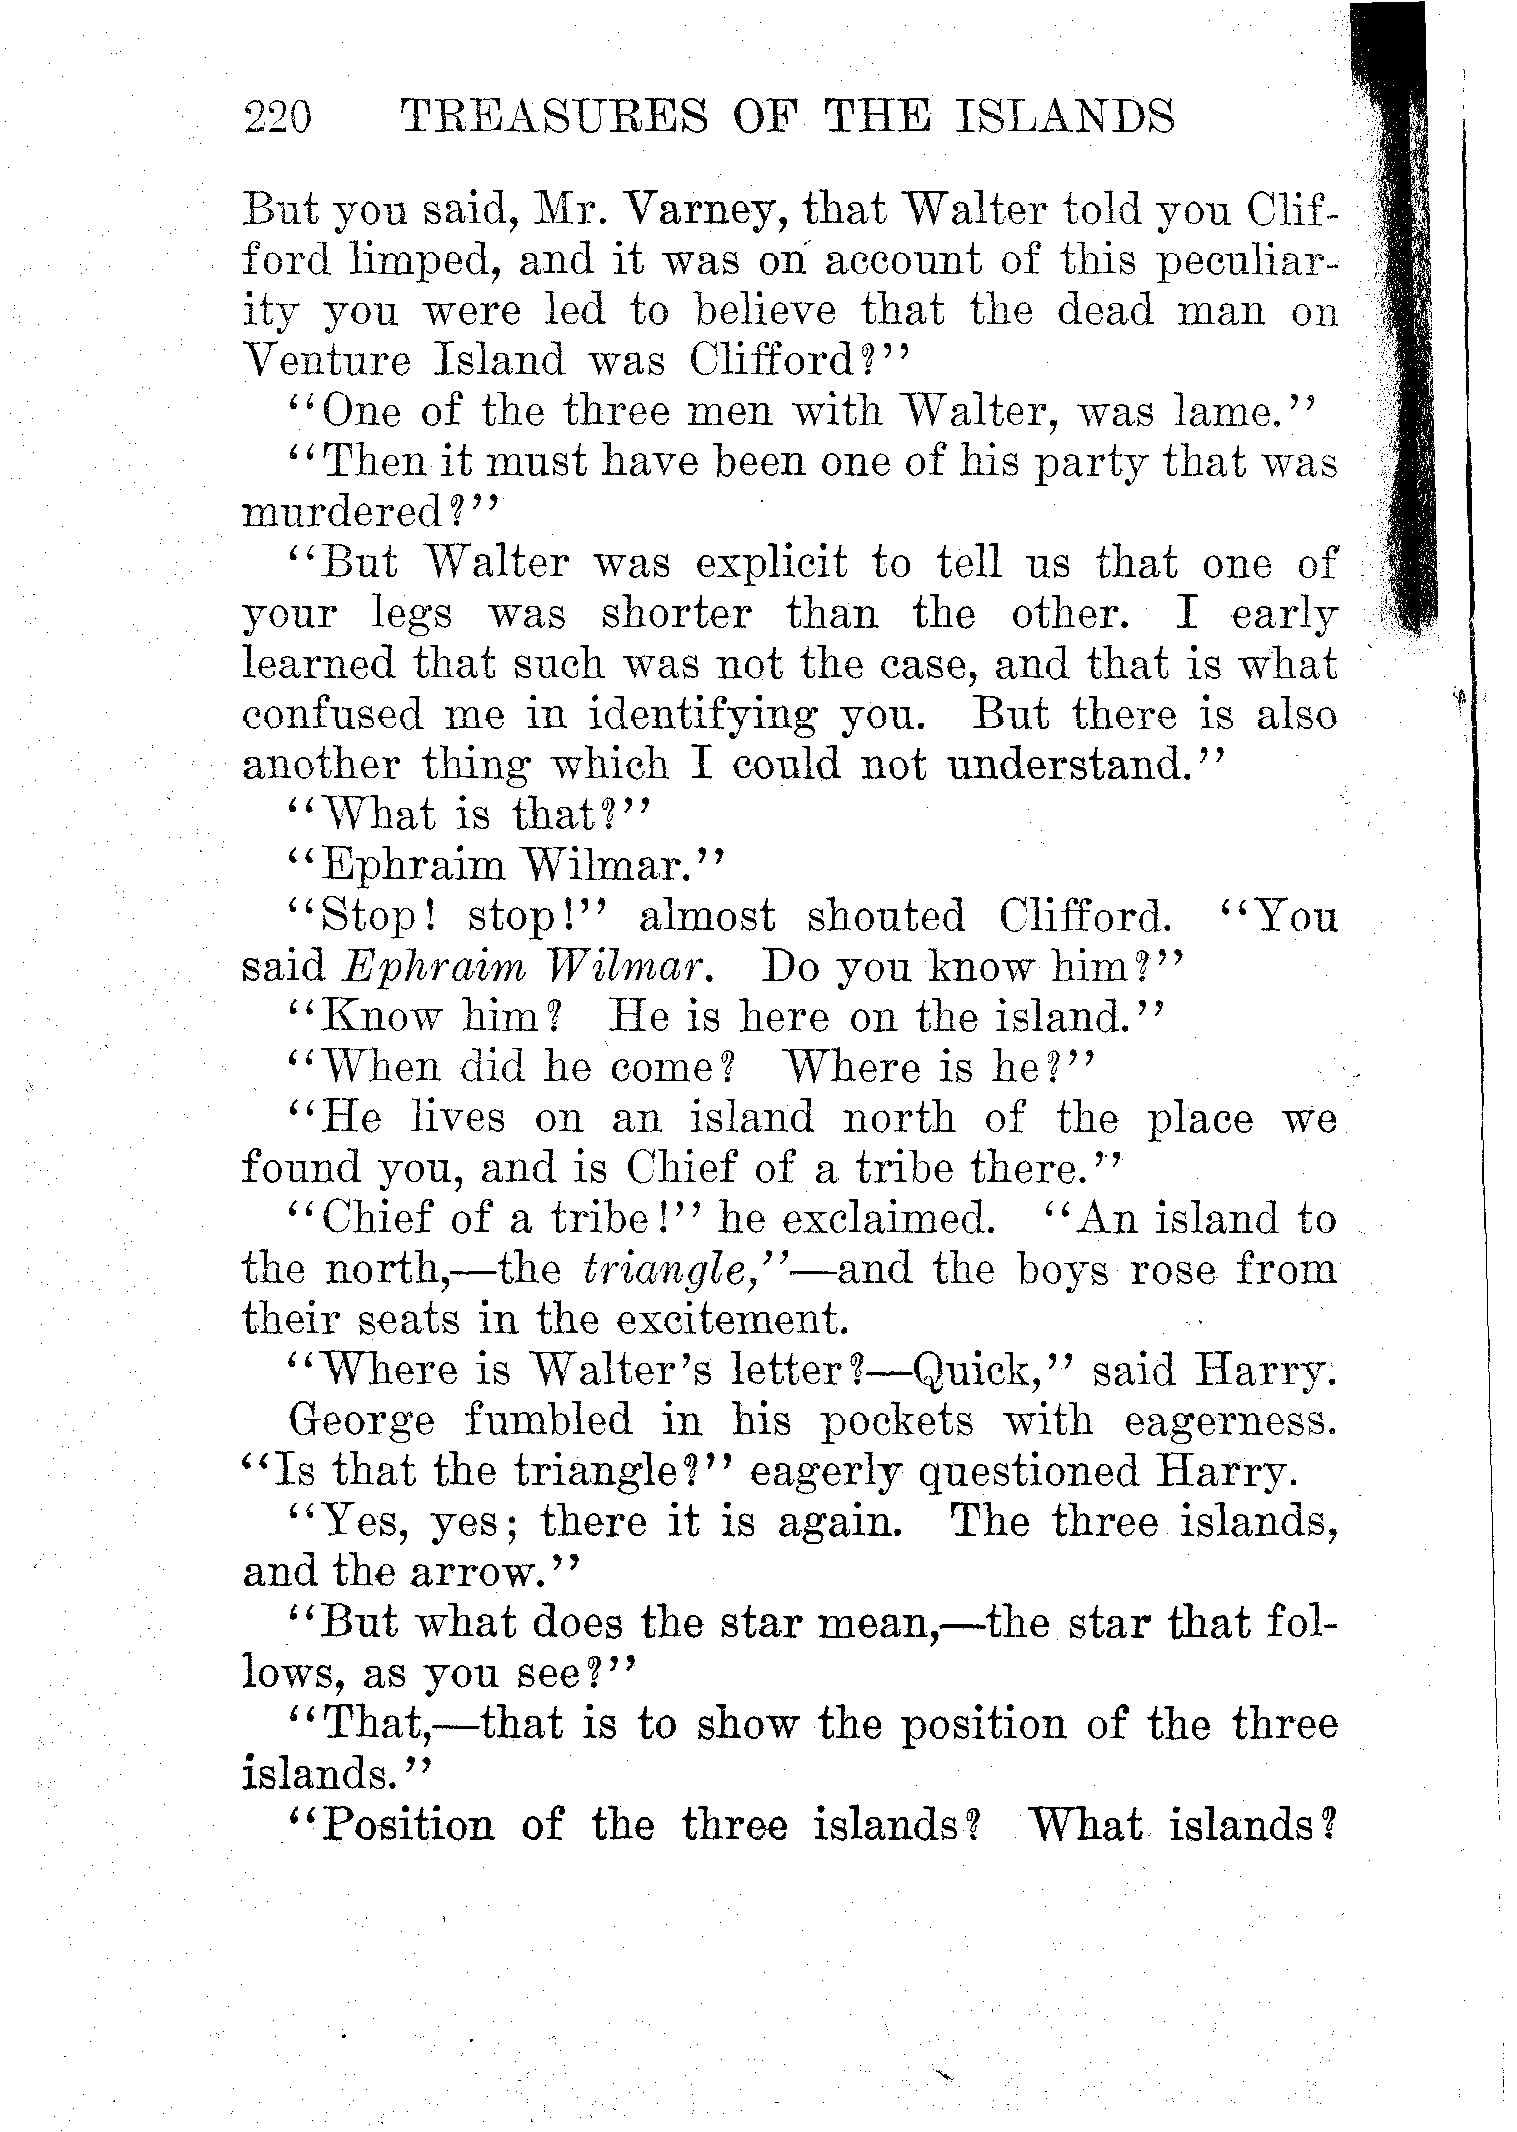 220 TREASURES OF THE ISLANDS
But you said, Mr. Varney, that Walter told you Clif-
ford limped, and it was on account of this peculiar-
ity you were led to believe that the dead man on
Venture Island was Clifford?"
"One of the three men with Walter, was lame."
"Then it must have been one of his party that was
murdered?"
"But Walter was explicit to tell us that one of
your legs was shorter than the other. I early
learned that such was not the case, and that is what
confused me in identifying you. But there is also
another thing which I could not understand."
"What is that?"
"Ephraim Wilmar."
"Stop! stop!" almost shouted Clifford. "You
said Ephraim Wilmar. Do you know him?"
"Know him? He is here on the island."
"When did he come? Where is he?"
"He lives on an island north of the place we
found you, and is Chief of a tribe there."
"Chief of a tribe!" he exclaimed. "An island to
the north,—the triangle,"—and the boys rose from
their seats in the excitement.
"Where is Walter's letter?—Quick," said Harry.
George fumbled in his pockets with eagerness.
"Is that the triangle?" eagerly questioned Harry.
"Yes, yes; there it is again. The three islands,
and the arrow."
"But what does the star mean,—the star that fol-
lows, as you see?"
"That,—that is to show the position of the three
islands."
"Position of the three islands? What islands?